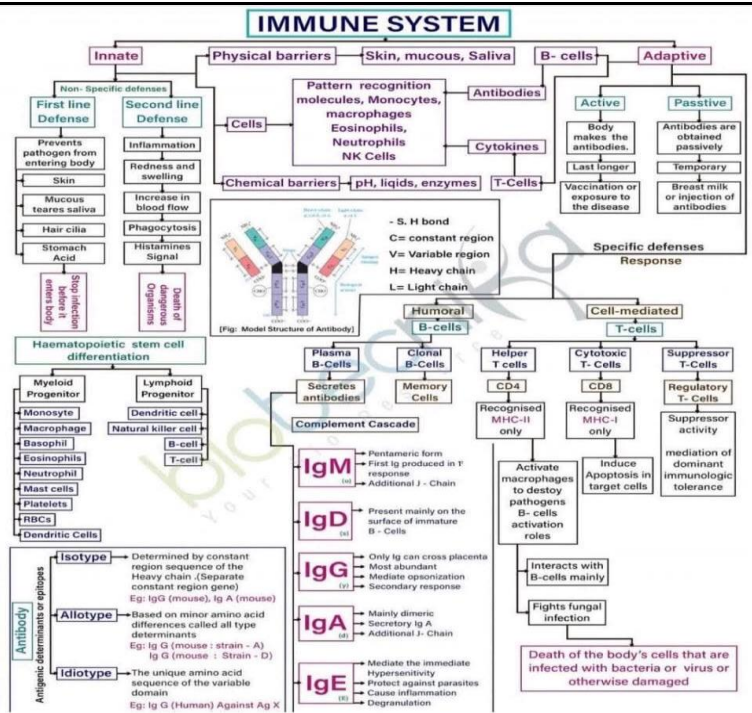 IMMUNE SYSTEM
Innate
Physical barriers
Skin, mucous, Saliva
B- cells
Adaptive
Non- Specific defenses
First line
Defense
Second line
Defense
Prevents
pathogen from
entering body
Skin
Mucous
teares saliva
Hair cilia
Stomach
Acid
Stop infection
before it
enters body
Inflammation
Redness and
swelling
Increase in
blood flow
Phagocytosis
Histamines
Signal
Death of
dangerous
Organisms
Cells
Pattern recognition
molecules, Monocytes,
macrophages
Eosinophils,
Neutrophils
NK Cells
Antibodies
Cytokines
Chemical barriers
pH, liqids, enzymes
T-Cells
Active
Body
makes the
antibodies.
Last longer
Vaccination or
exposure to
the disease
Passtive
Antibodies are
obtained
passively
Temporary
Breast milk
or injection of
antibodies
- S. H bond
C= constant region
V= Variable region
H= Heavy chain
L= Light chain
[Fig: Model Structure of Antibody]
Specific defenses
Response
Humoral
B-cells
Cell-mediated
T-cells
Haematopoietic stem cell
differentiation
Myeloid
Progenitor
Monosyte
Macrophage
Basophil
Eosinophils
Neutrophil
Mast cells
Platelets
RBCs
Dendritic Cells
Lymphoid
Progenitor
Dendritic cell
Natural killer cell
B-cell
T-cell
Plasma
B-Cells
Secretes
antibodies
Clonal
B-Cells
Memory
Cells
Complement Cascade
Helper
T cells
CD4
Recognised
MHC-II
only
Activate
macrophages
to destoy
pathogens
B- cells
activation
roles
Interacts with
B-cells mainly
Fights fungal
infection
Cytotoxic
T- Cells
CD8
Recognised
MHC-I
only
Induce
Apoptosis in
target cells
Suppressor
T-Cells
Regulatory
T- Cells
Suppressor
activity
mediation of
dominant
immunologic
tolerance
Death of the body's cells that are
infected with bacteria or virus or
otherwise damaged
IgM
Pentameric form
First Ig produced in 1°
response
Additional J - Chain
IgD
Present mainly on the
surface of immature
B - Cells
IgG
Only Ig can cross placenta
Most abundant
Mediate opsonization
Secondary response
IgA
Mainly dimeric
Secretory Ig A
Additional J- Chain
IgE
Mediate the immediate
Hypersenitivity
Protect against parasites
Cause inflammation
Degranulation
Antibody
Antigenic determinants or epitopes
Isotype
Determined by constant
region sequence of the
Heavy chain .(Separate
constant region gene)
Eg: IgG (mouse), Ig A (mouse)
Allotype
Based on minor amino acid
differences called all type
determinants
Eg: Ig G (mouse : strain - A)
Ig G (mouse : Strain - D)
Idiotype
The unique amino acid
sequence of the variable
domain
Eg: Ig G (Human) Against Ag X
biotecnika